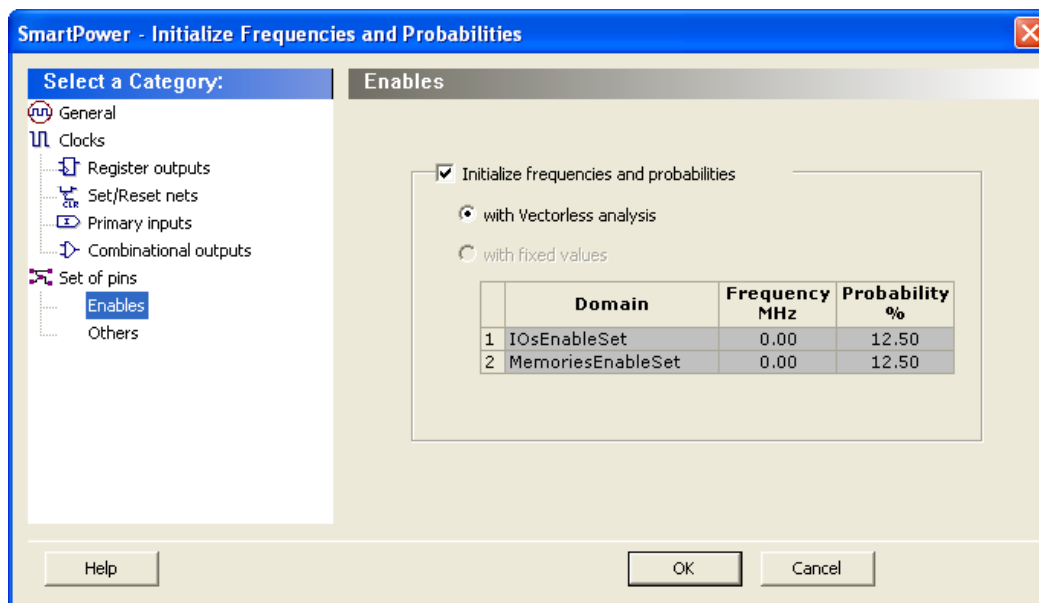 SmartPower - Initialize Frequencies and Probabilities
Select a Category:
General
Clocks
Register outputs
CLR
Set/Reset nets
Primary inputs
Combinational outputs
Set of pins
Enables
Others
Enables
Initialize frequencies and probabilities
with Vectorless analysis
with fixed values
Domain Frequency MHz Probability %
1 IOsEnableSet 0.00 12.50
2 MemoriesEnableSet 0.00 12.50
Help OK Cancel